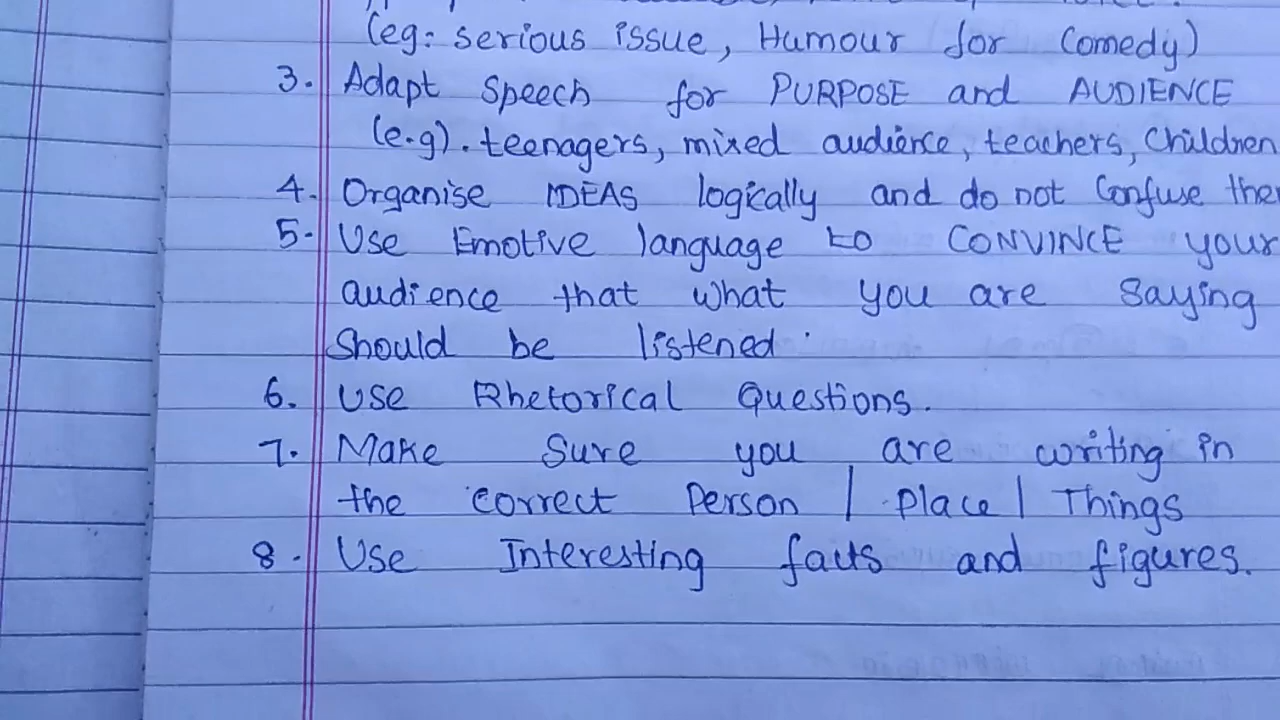 (eg: serious issue, Humour for Comedy)
3. Adapt Speech for PURPOSE and AUDIENCE
(e.g). teenagers, mixed audience, teachers, Children
4. Organise IDEAS logically and do not Confuse
5. Use Emotive language to CONVINCE your
audience that what you are saying
Should be listened.
6. Use Rhetorical Questions.
7. Make Sure you are writing in
the correct Person | Place | Things
8. Use Interesting facts and figures.